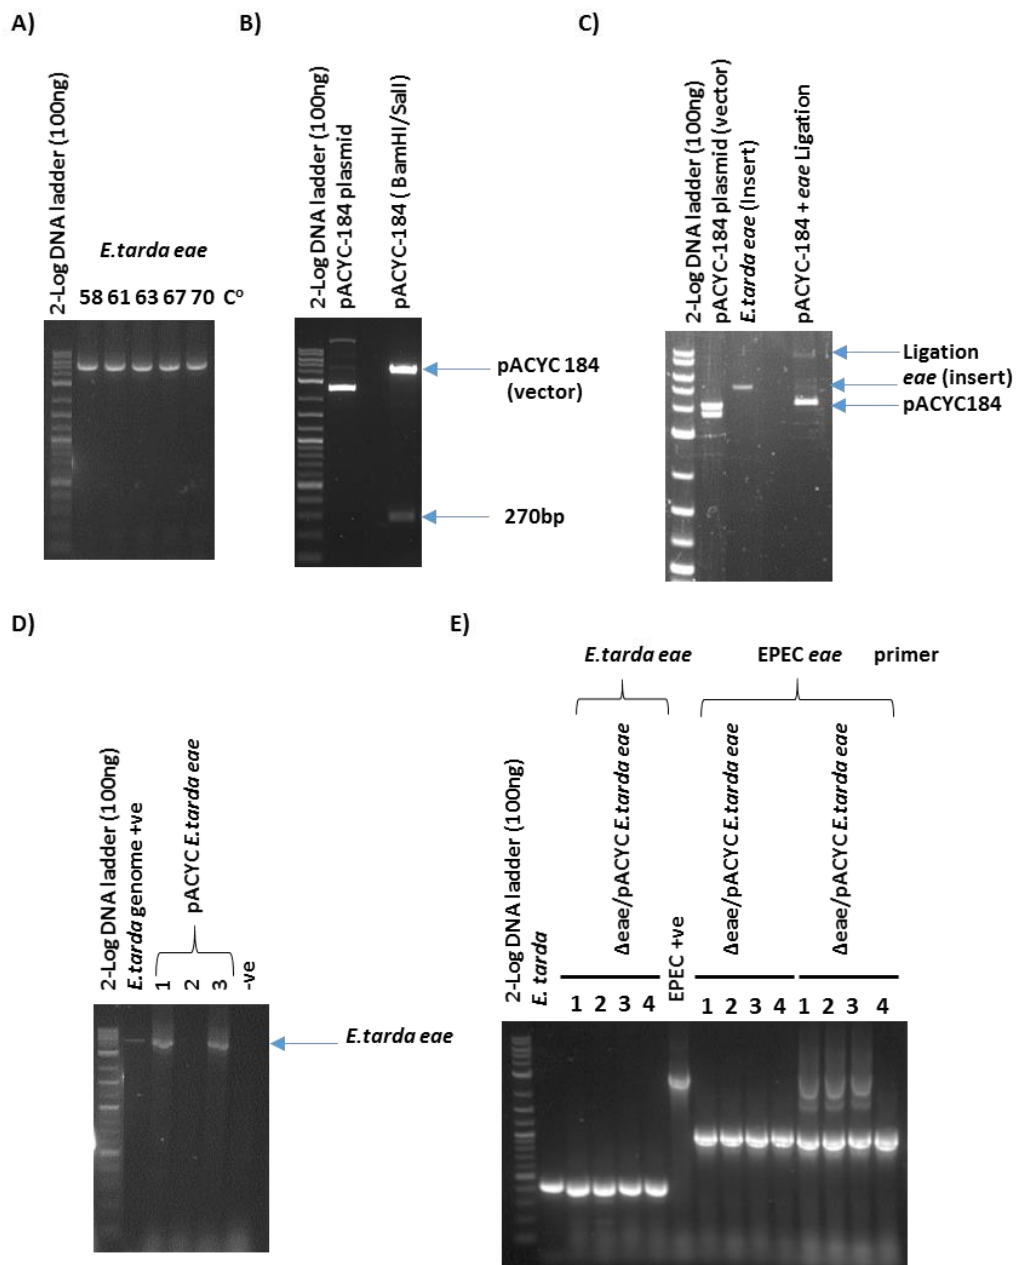 A)
2-Log DNA ladder (100ng)
E.tarda eae
58 61 63 67 70 Cº
B)
2-Log DNA ladder (100ng)
pACYC-184 plasmid
pACYC-184 ( BamHI/SalI)
pACYC 184
(vector)
270bp
C)
2-Log DNA ladder (100ng)
pACYC-184 plasmid (vector)
E.tarda eae (Insert)
pACYC-184 + eae Ligation
Ligation
eae (insert)
pACYC184
D)
2-Log DNA ladder (100ng)
E.tarda genome +ve
pACYC E.tarda eae
1
2
3
-ve
E.tarda eae
E)
E.tarda eae
EPEC eae primer
2-Log DNA ladder (100ng)
E. tarda
Δeae/pACYC E.tarda eae
EPEC +ve
Δeae/pACYC E.tarda eae
Δeae/pACYC E.tarda eae
1 2 3 4
1 2 3 4
1 2 3 4